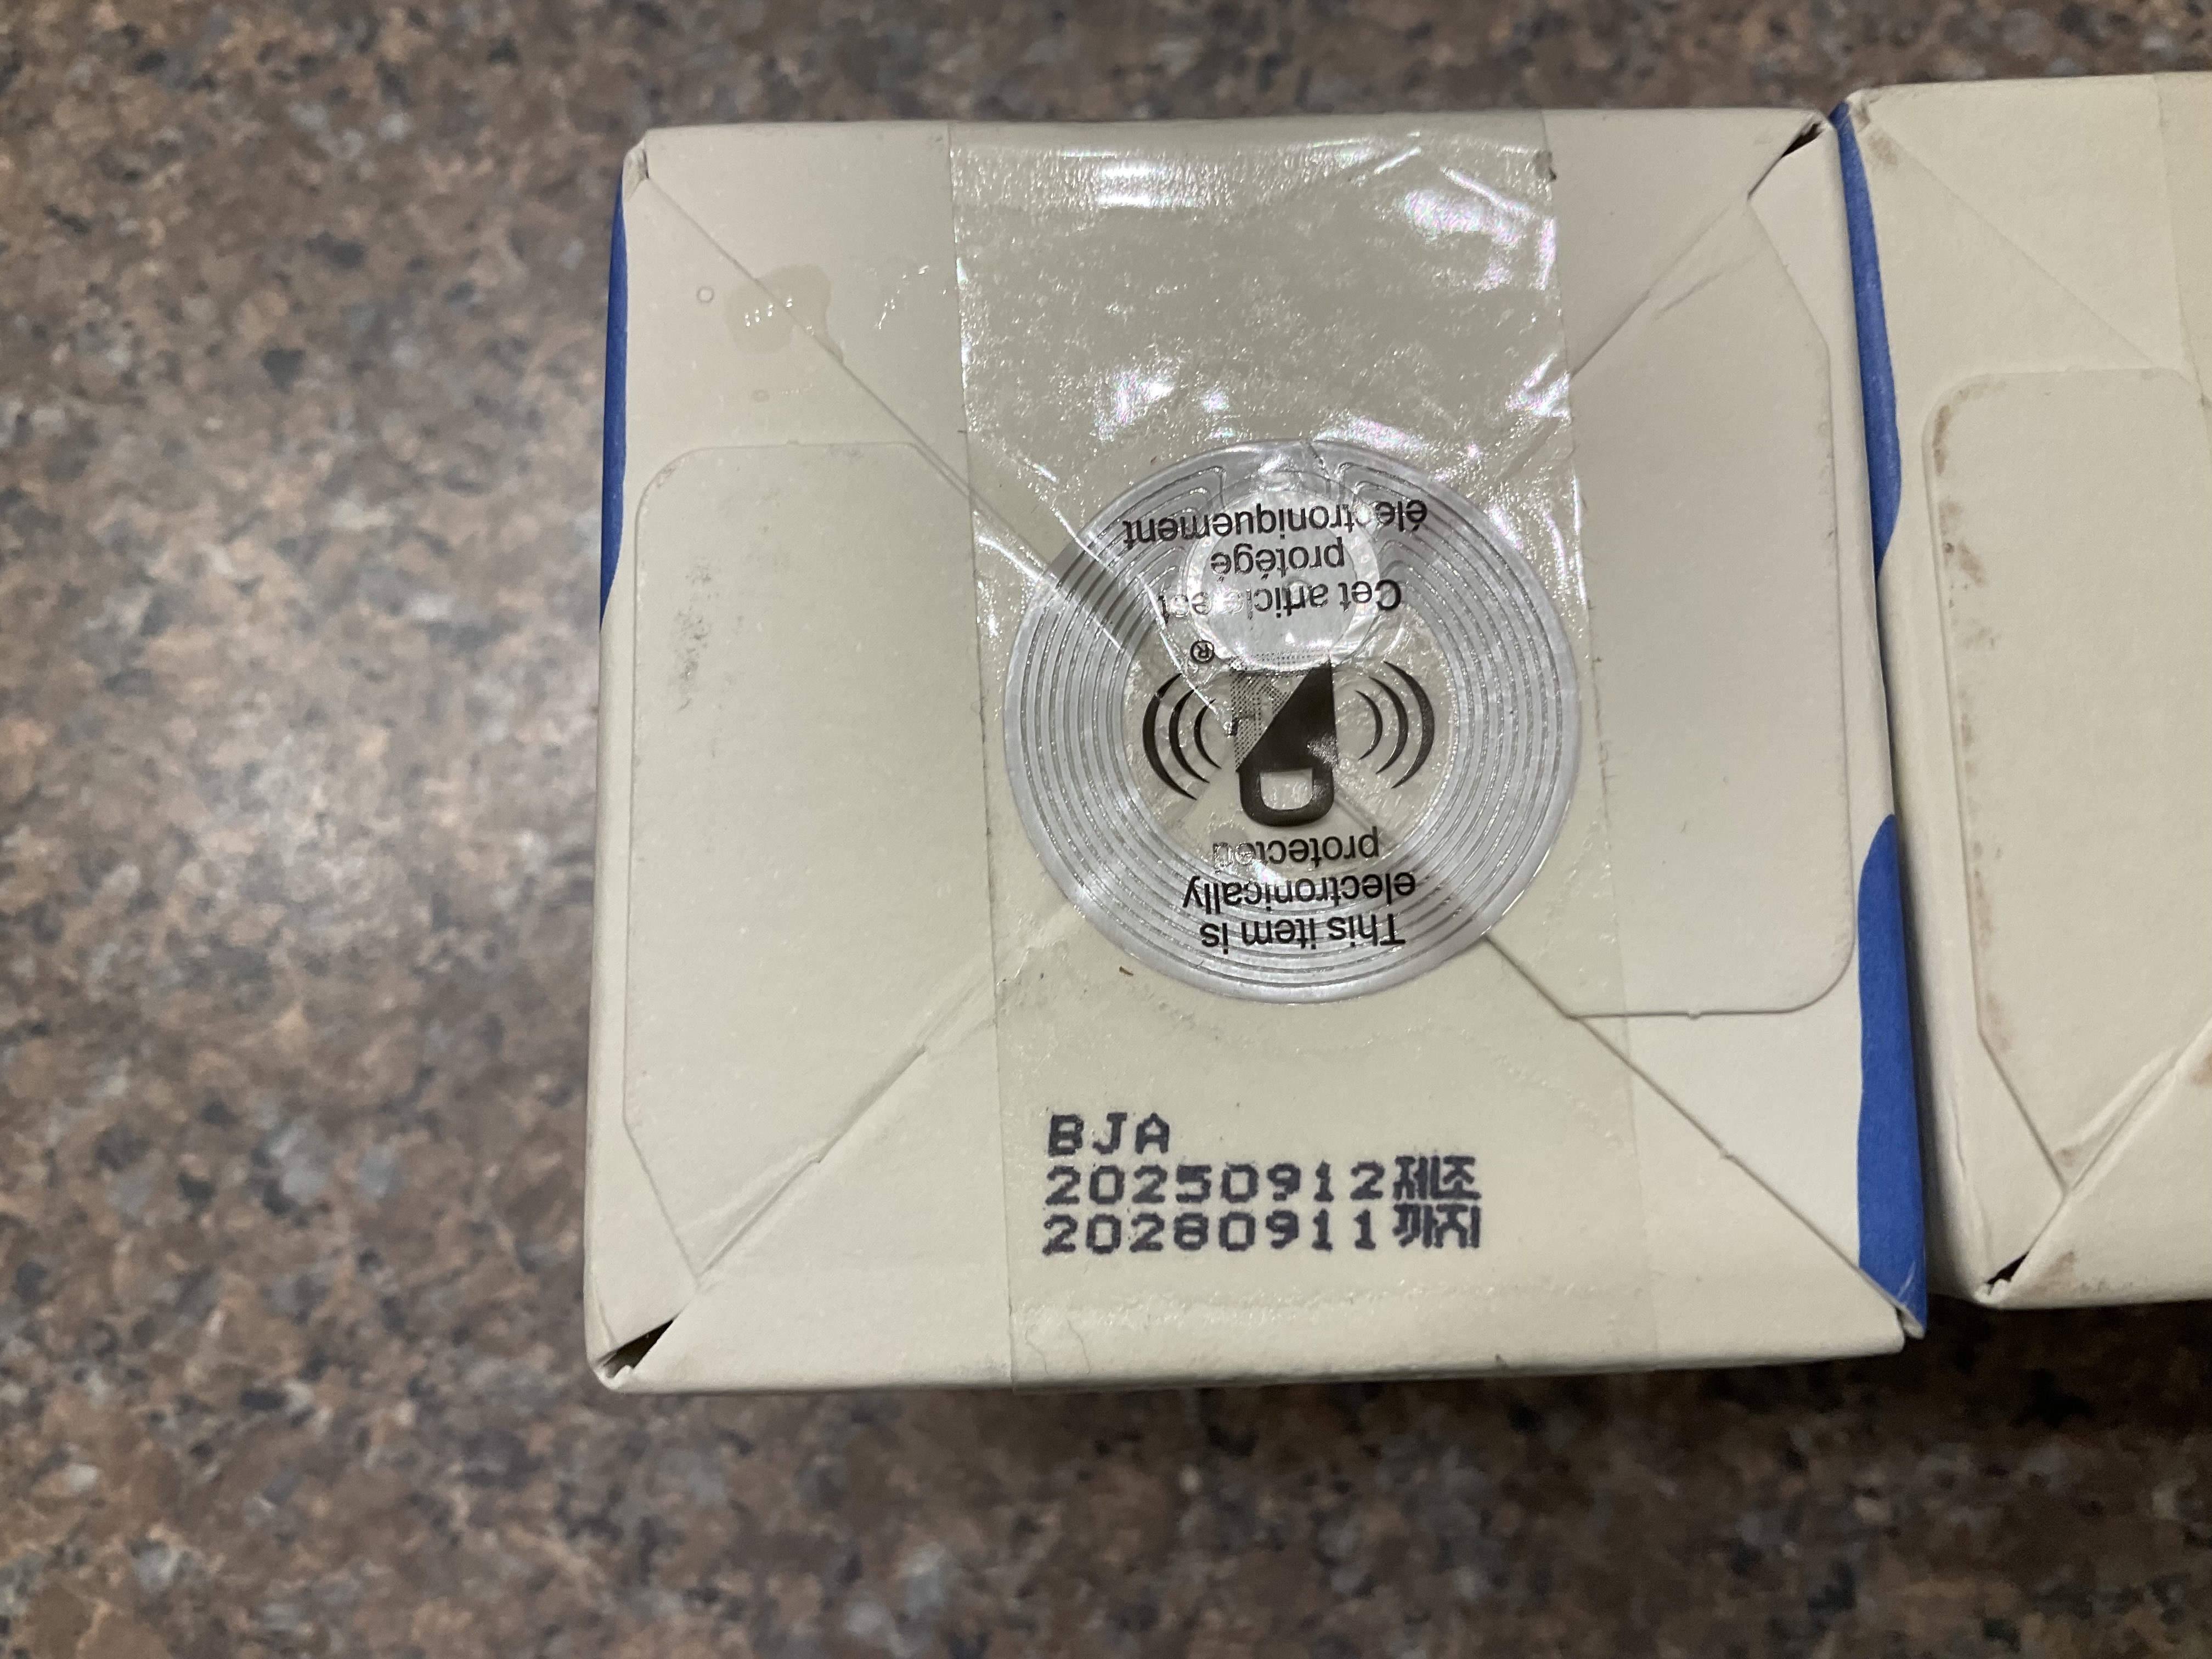 This item is
electronically
protected
®
Cet article est
protégé
électroniquement
BJA
20250912제조
20280911까지